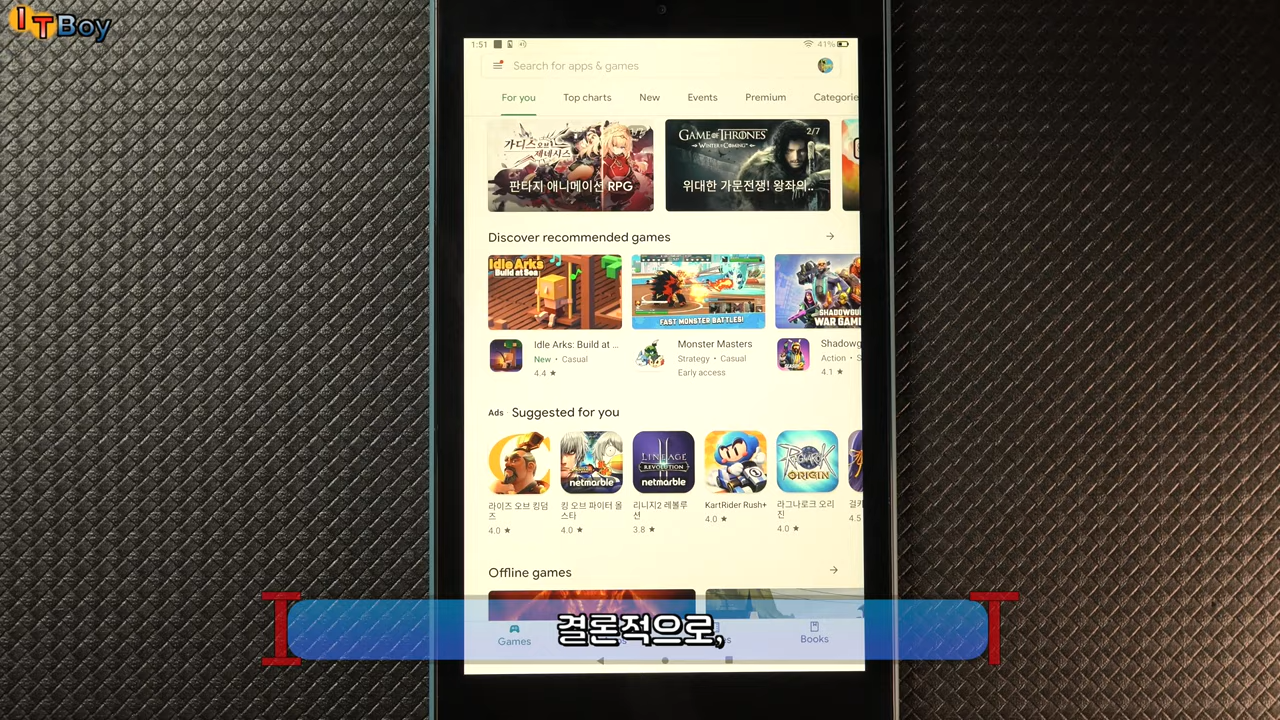 ITBoy
1:51
41%
Search for apps & games
For you
Top charts
New
Events
Premium
Categorie
가디스 오브 제네시스
판타지 애니메이션 RPG
GAME OF THRONES
WINTER IS COMING
2/7
위대한 가문전쟁! 왕좌의..
Discover recommended games
Idle Arks
Build at Sea
FAST MONSTER BATTLES!
SHADOWGU
WAR GAM
Idle Arks: Build at ...
New • Casual
4.4 ★
Monster Masters
Strategy • Casual
Early access
Shadowg
Action • S
4.1 ★
Ads Suggested for you
netmarble
LINEAGE
REVOLUTION
netmarble
RAGNAROK
ORIGIN
라이즈 오브 킹덤
즈
4.0 ★
킹 오브 파이터 올
스타
4.0 ★
리니지2 레볼루
션
3.8 ★
KartRider Rush+
4.0 ★
라그나로크 오리
진
4.0 ★
걸카
4.5
Offline games
Games
Books
결론적으로,
I
T